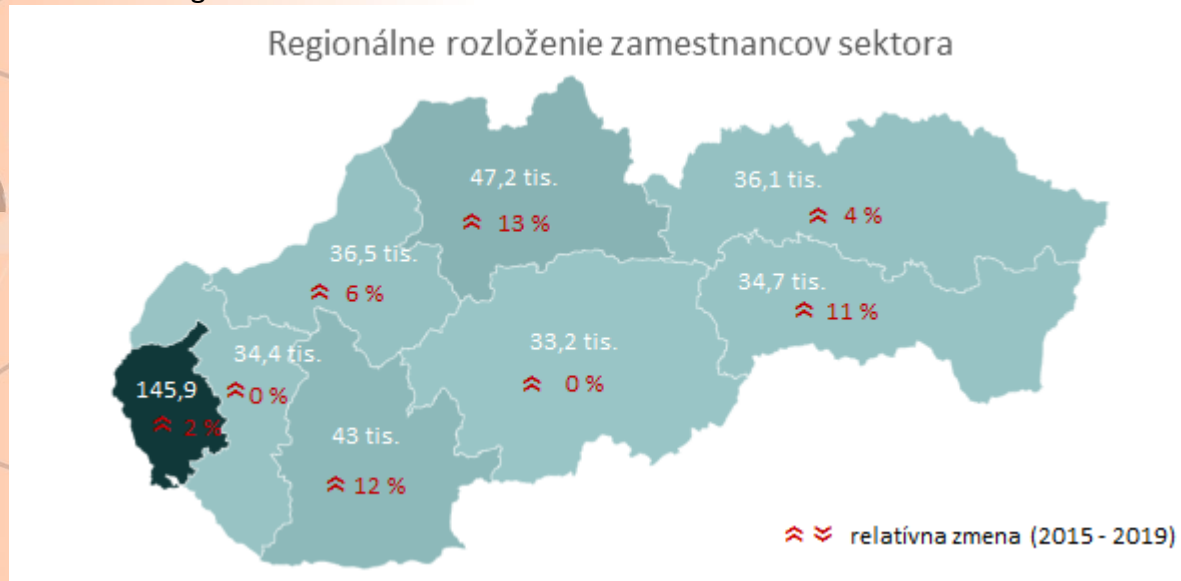 Regionálne rozloženie zamestnancov sektora
47,2 tis.
13 %
36,1 tis.
4 %
36,5 tis.
6 %
34,7 tis.
11 %
34,4 tis.
0 %
33,2 tis.
0 %
145,9
2 %
43 tis.
12 %
relatívna zmena (2015 - 2019)